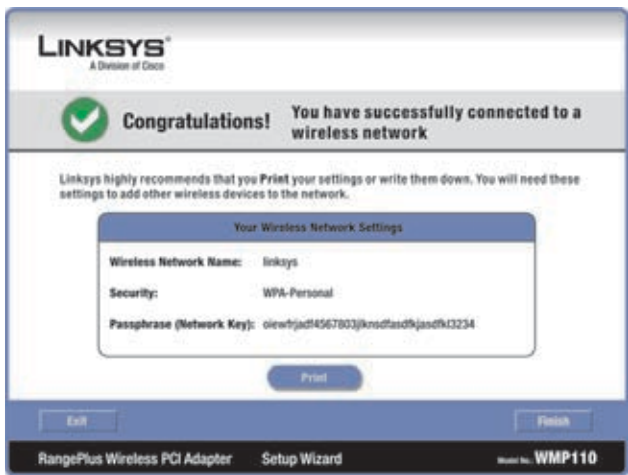 LINKSYS®
A Division of Cisco
Congratulations!
You have successfully connected to a
wireless network
Linksys highly recommends that you Print your settings or write them down. You will need these
settings to add other wireless devices to the network.
Your Wireless Network Settings
Wireless Network Name: linksys
Security: WPA-Personal
Passphrase (Network Key):
Print
Exit
Finish
RangePlus Wireless PCI Adapter Setup Wizard Model No. WMP110